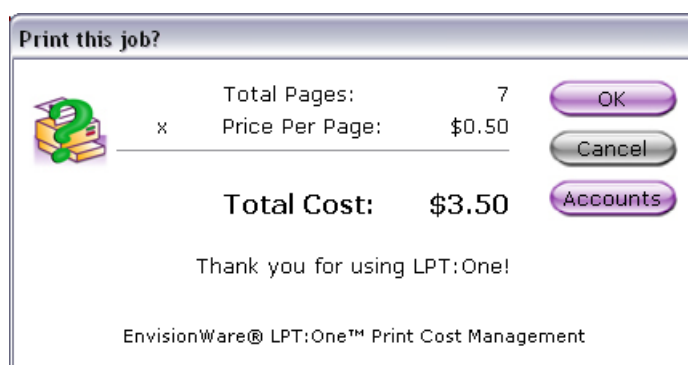 Print this job?
Total Pages: 7
x Price Per Page: $0.50
Total Cost: $3.50
Thank you for using LPT:One!
EnvisionWare® LPT:One™ Print Cost Management
OK
Cancel
Accounts